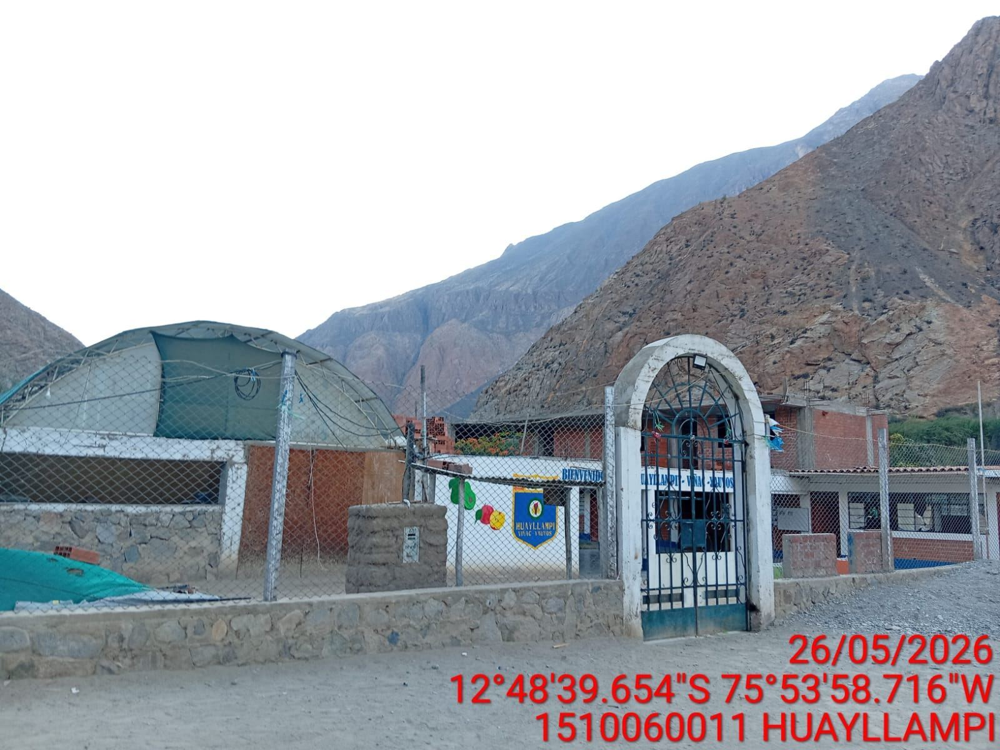 BIENVENIDO
UAYLLAMPI - VIÑAC - YAUYOS
HUAYLLAMPI
VIÑAC YAUYOS
26/05/2026
12°48'39.654"S 75°53'58.716"W
1510060011 HUAYLLAMPI